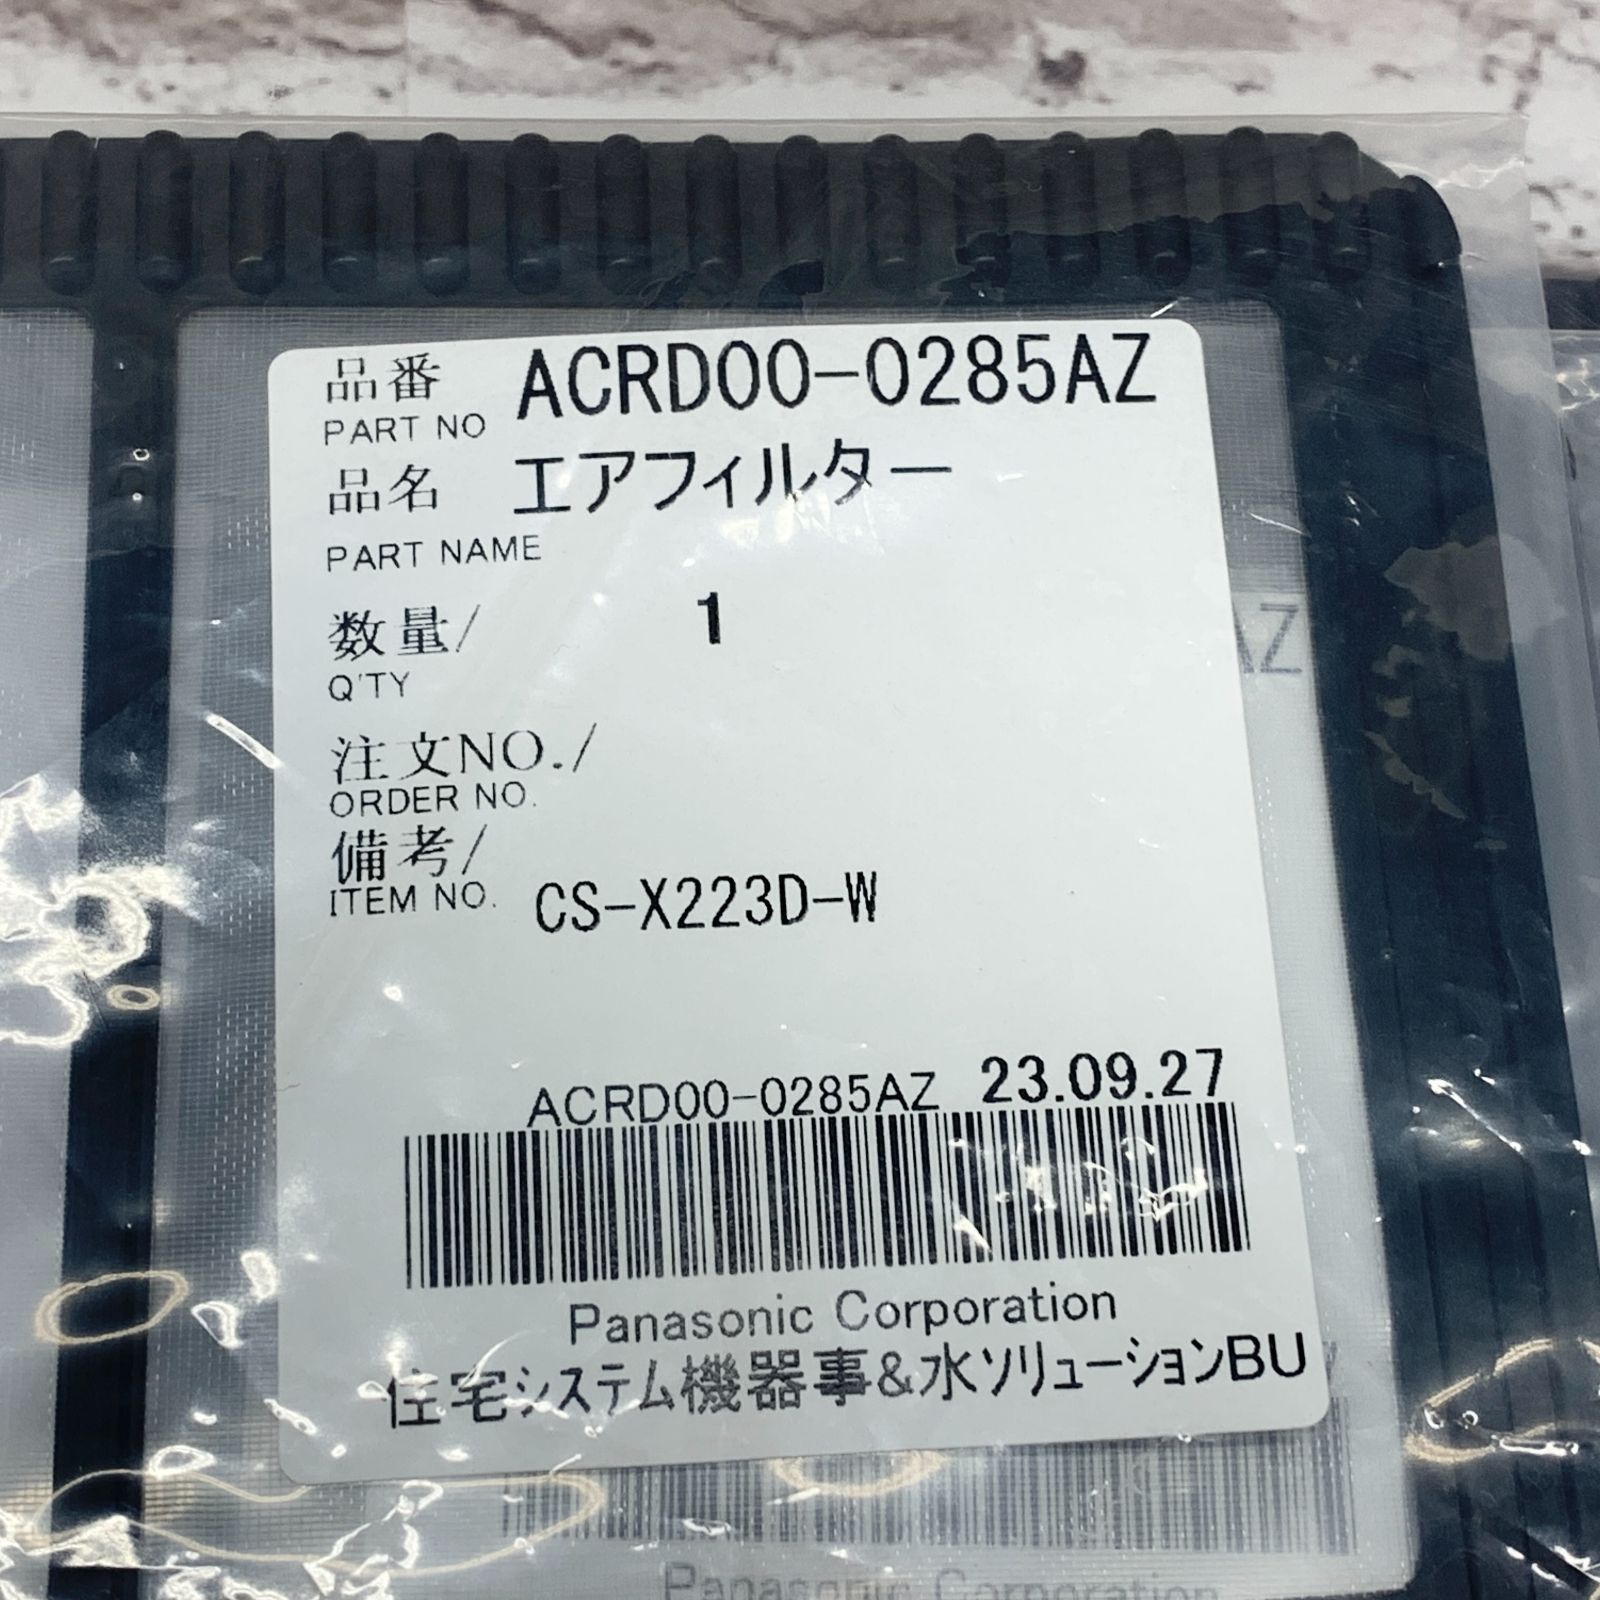 品番 ACRD00-0285AZ
PART NO
品名 エアフィルター
PART NAME
数量/ 1
Q'TY
注文NO./
ORDER NO.
備考/
ITEM NO. CS-X223D-W
ACRD00-0285AZ 23.09.27
Panasonic Corporation
住宅システム機器事&水ソリューションBU
AZ
Panasonic Corporation